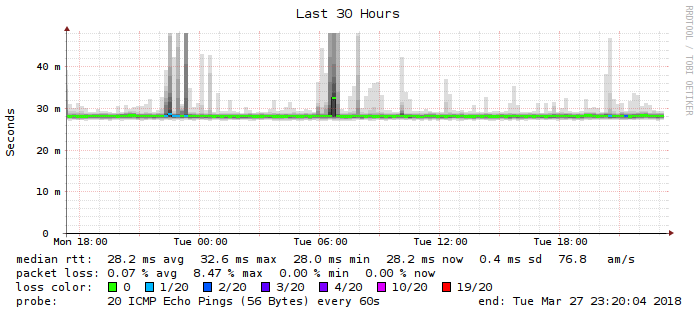 Last 30 Hours
RRDTOOL / TOBI OETIKER
Seconds
40 m
30 m
20 m
10 m
0
Mon 18:00 Tue 00:00 Tue 06:00 Tue 12:00 Tue 18:00
median rtt: 28.2 ms avg 32.6 ms max 28.0 ms min 28.2 ms now 0.4 ms sd 76.8 am/s
packet loss: 0.07 % avg 8.47 % max 0.00 % min 0.00 % now
loss color: 0 1/20 2/20 3/20 4/20 10/20 19/20
probe: 20 ICMP Echo Pings (56 Bytes) every 60s end: Tue Mar 27 23:20:04 2018